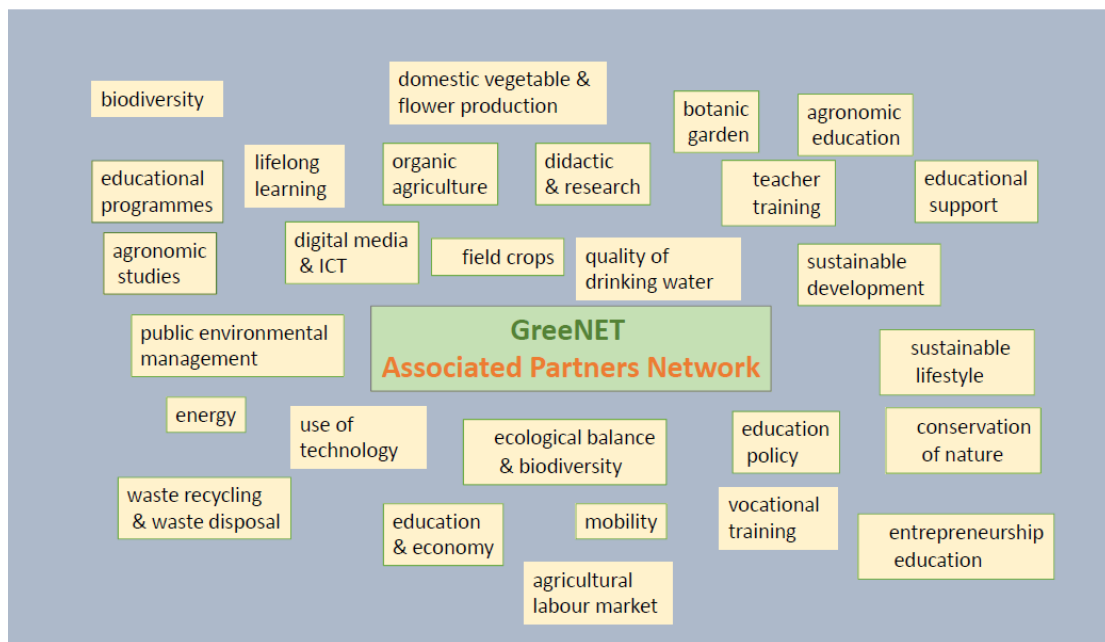 domestic vegetable &
flower production
biodiversity
botanic
garden
agronomic
education
lifelong
learning
organic
agriculture
didactic
& research
educational
programmes
teacher
training
educational
support
agronomic
studies
digital media
& ICT
field crops
quality of
drinking water
sustainable
development
public environmental
management
GreeNET
Associated Partners Network
sustainable
lifestyle
energy
use of
technology
ecological balance
& biodiversity
education
policy
conservation
of nature
waste recycling
& waste disposal
education
& economy
mobility
vocational
training
entrepreneurship
education
agricultural
labour market